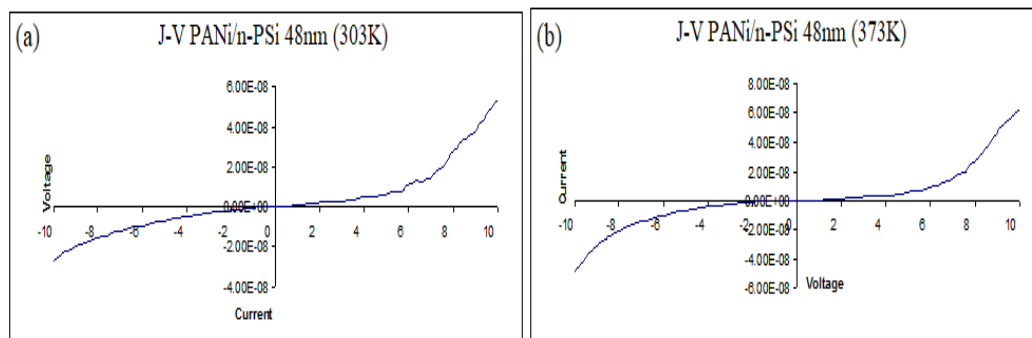 (a)
J-V PANi/n-PSi 48nm (303K)
6.00E-08
4.00E-08
2.00E-08
0.00E+00
-10 -8 -6 -4 -2 0 2 4 6 8 10
-2.00E-08
-4.00E-08
Voltage
Current
(b)
J-V PANi/n-PSi 48nm (373K)
8.00E-08
6.00E-08
4.00E-08
2.00E-08
0.00E+00
-10 -8 -6 -4 -2 0 2 4 6 8 10
-2.00E-08
-4.00E-08
-6.00E-08
Current
Voltage